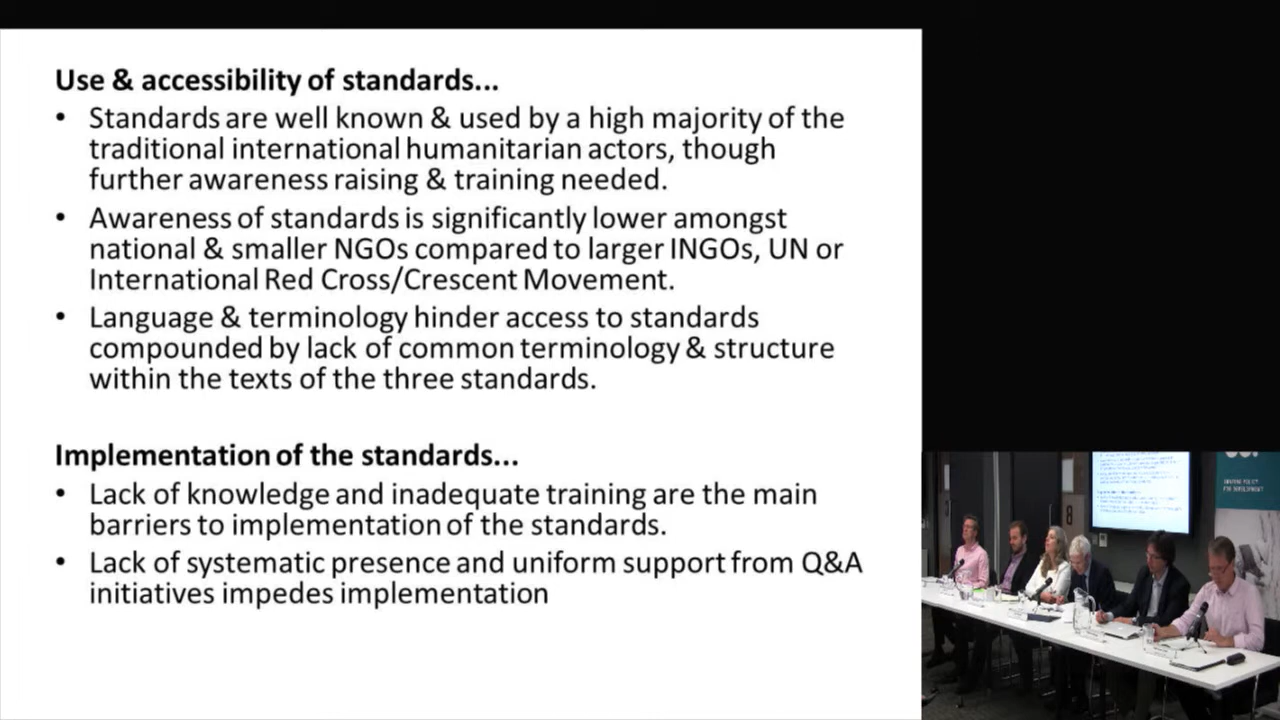 Use & accessibility of standards...
• Standards are well known & used by a high majority of the
traditional international humanitarian actors, though
further awareness raising & training needed.
• Awareness of standards is significantly lower amongst
national & smaller NGOs compared to larger INGOs, UN or
International Red Cross/Crescent Movement.
• Language & terminology hinder access to standards
compounded by lack of common terminology & structure
within the texts of the three standards.
Implementation of the standards...
• Lack of knowledge and inadequate training are the main
barriers to implementation of the standards.
• Lack of systematic presence and uniform support from Q&A
initiatives impedes implementation
8